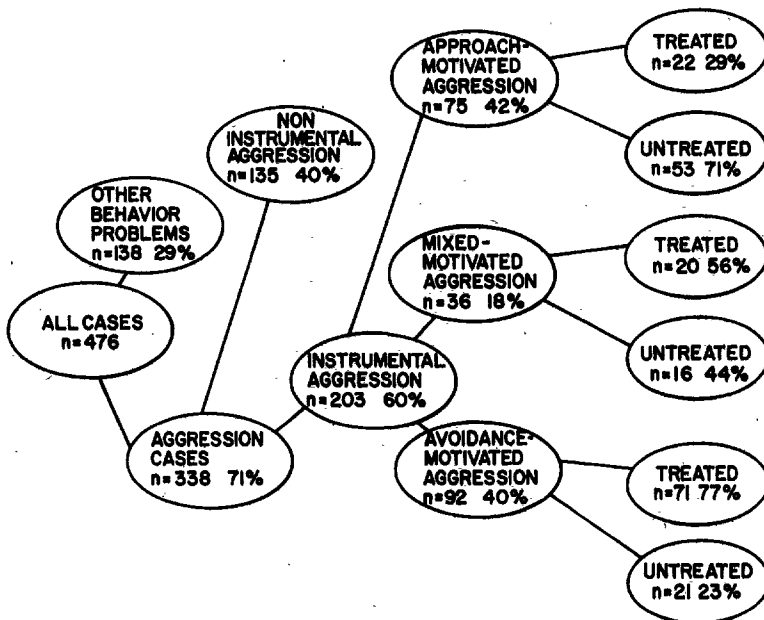 APPROACH-
MOTIVATED
AGGRESSION
n=75 42%
TREATED
n=22 29%
UNTREATED
n=53 71%
NON
INSTRUMENTAL
AGGRESSION
n=135 40%
OTHER
BEHAVIOR
PROBLEMS
n=138 29%
MIXED-
MOTIVATED
AGGRESSION
n=36 18%
TREATED
n=20 56%
UNTREATED
n=16 44%
ALL CASES
n=476
INSTRUMENTAL
AGGRESSION
n=203 60%
AGGRESSION
CASES
n=338 71%
AVOIDANCE-
MOTIVATED
AGGRESSION
n=92 40%
TREATED
n=71 77%
UNTREATED
n=21 23%